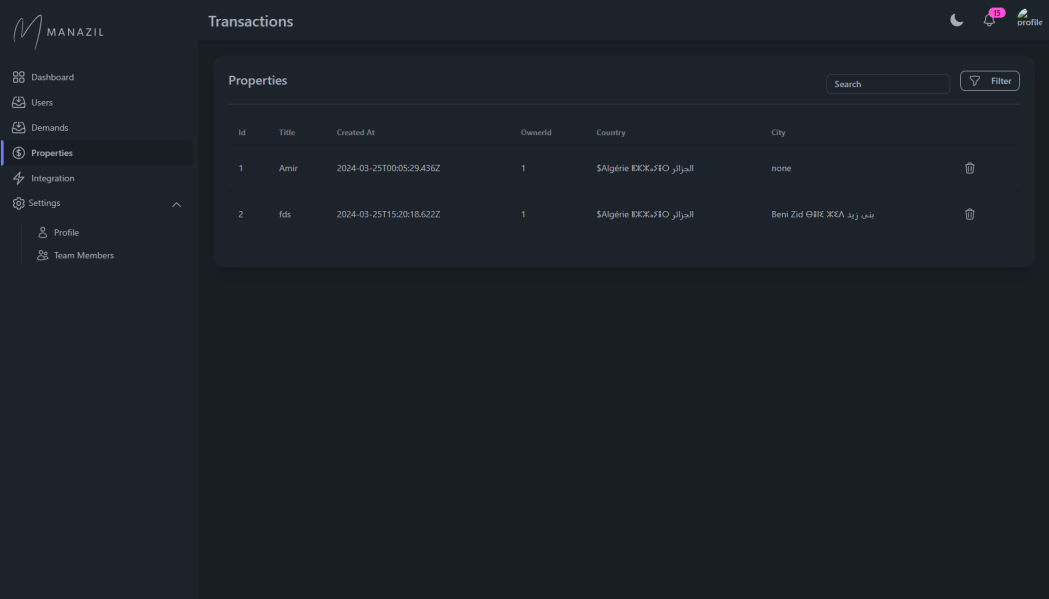 MANAZIL
Transactions
15
profile
Dashboard
Users
Demands
Properties
Integration
Settings
Profile
Team Members
Properties
Search
Filter
Id Title Created At OwnerId Country City
1 Amir 2024-03-25T00:05:29.436Z 1 $Algérie ⵍⵣⵣⴰⵢⴻⵔ الجزائر none
2 fds 2024-03-25T15:20:18.622Z 1 $Algérie ⵍⵣⵣⴰⵢⴻⵔ الجزائر Beni Zid ⴱⴻⵏⵉ ⵣⵉⴷ بني زيد